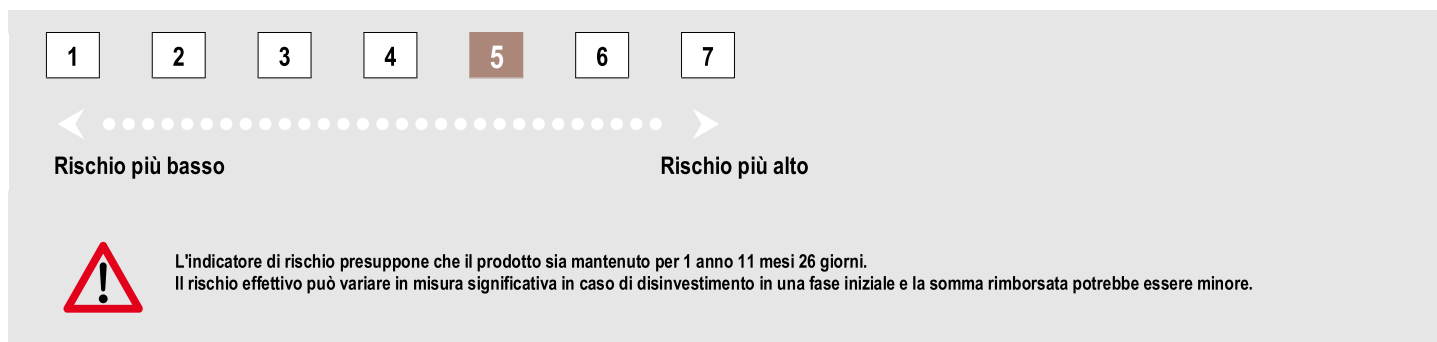 1 2 3 4 5 6 7
Rischio più basso Rischio più alto
L'indicatore di rischio presuppone che il prodotto sia mantenuto per 1 anno 11 mesi 26 giorni.
Il rischio effettivo può variare in misura significativa in caso di disinvestimento in una fase iniziale e la somma rimborsata potrebbe essere minore.